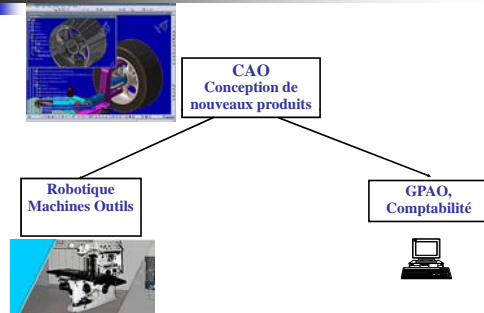 CAO
Conception de
nouveaux produits
Robotique
Machines Outils
GPAO,
Comptabilité